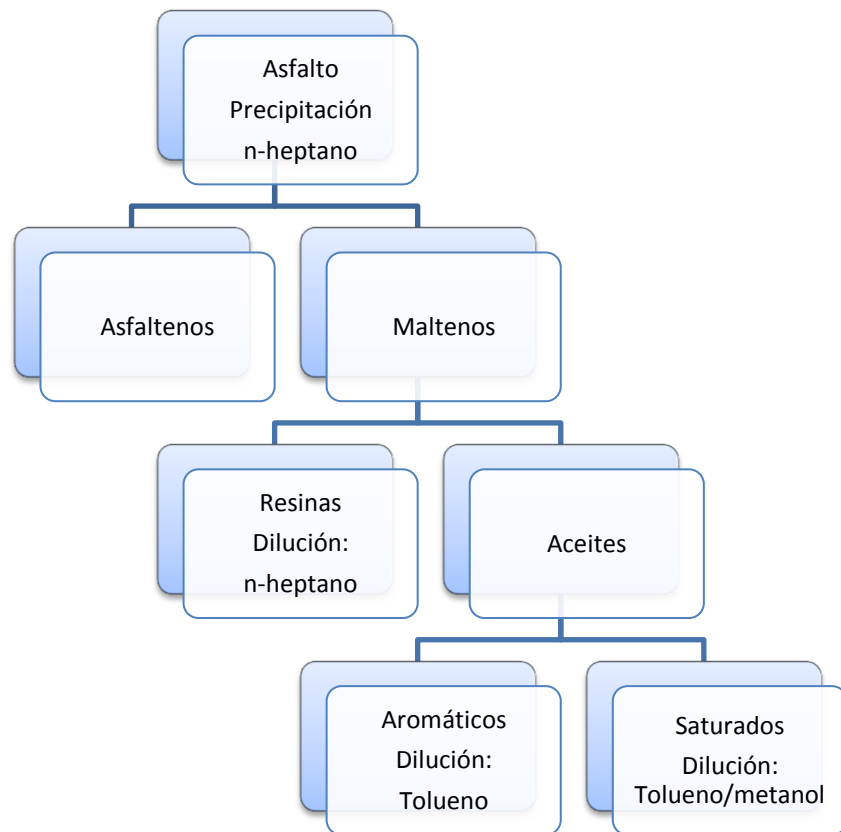 Asfalto
Precipitación
n-heptano
Asfaltenos
Maltenos
Resinas
Dilución:
n-heptano
Aceites
Aromáticos
Dilución:
Tolueno
Saturados
Dilución:
Tolueno/metanol